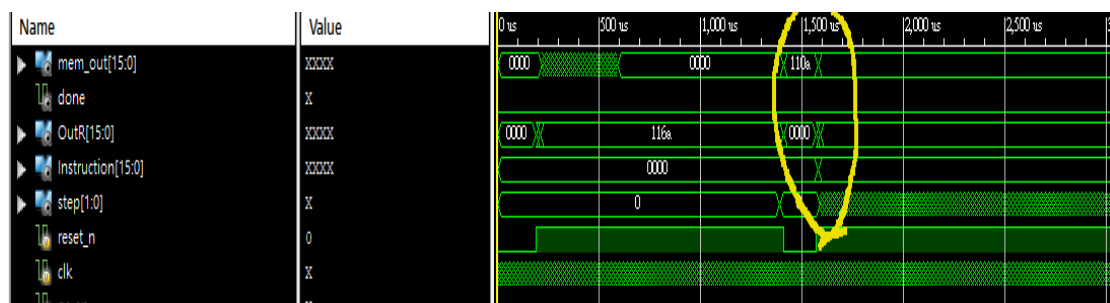 Name Value 0 us 500 us 1,000 us 1,500 us 2,000 us 2,500 us
mem_out[15:0] XXXX 0000 0000 110a
done X
OutR[15:0] XXXX 0000 116a 0000
Instruction[15:0] XXXX 0000
step[1:0] X 0
reset_n 0
clk X